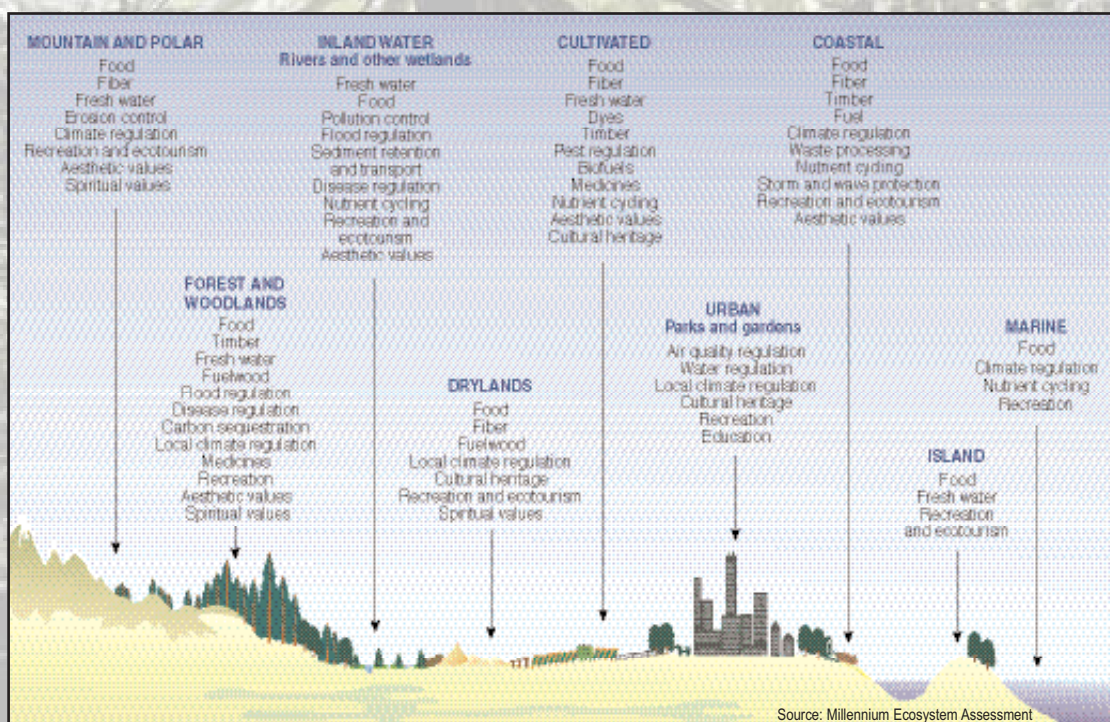 MOUNTAIN AND POLAR
Food
Fiber
Fresh water
Erosion control
Climate regulation
Recreation and ecotourism
Aesthetic values
Spiritual values
INLAND WATER
Rivers and other wetlands
Fresh water
Food
Pollution control
Flood regulation
Sediment retention
and transport
Disease regulation
Nutrient cycling
Recreation and
ecotourism
Aesthetic values
CULTIVATED
Food
Fiber
Fresh water
Dyes
Timber
Pest regulation
Biofuels
Medicines
Nutrient cycling
Aesthetic values
Cultural heritage
COASTAL
Food
Fiber
Timber
Fuel
Climate regulation
Waste processing
Nutrient cycling
Storm and wave protection
Recreation and ecotourism
Aesthetic values
FOREST AND
WOODLANDS
Food
Timber
Fresh water
Fuelwood
Flood regulation
Disease regulation
Carbon sequestration
Local climate regulation
Medicines
Recreation
Aesthetic values
Spiritual values
DRYLANDS
Food
Fiber
Fuelwood
Local climate regulation
Cultural heritage
Recreation and ecotourism
Spiritual values
URBAN
Parks and gardens
Air quality regulation
Water regulation
Local climate regulation
Cultural heritage
Recreation
Education
MARINE
Food
Climate regulation
Nutrient cycling
Recreation
ISLAND
Food
Fresh water
Recreation
and ecotourism
Source: Millennium Ecosystem Assessment